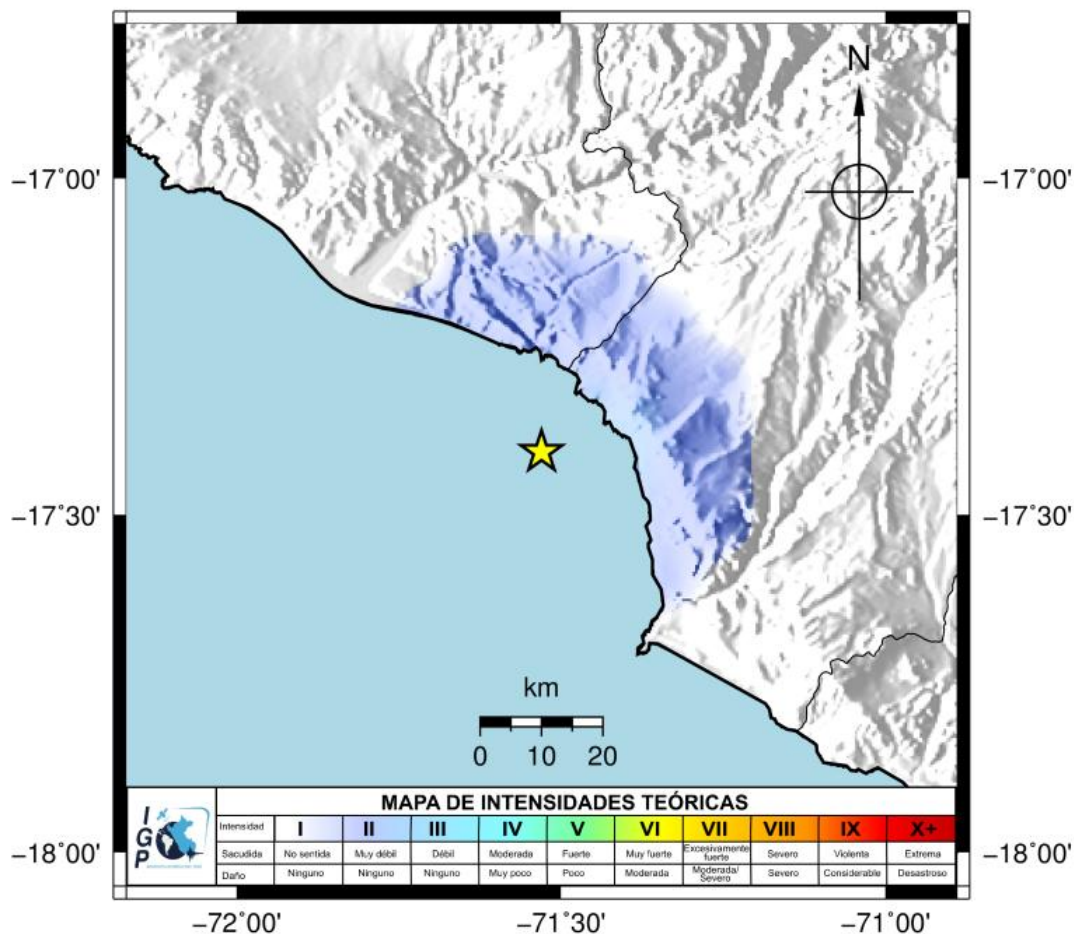 N
−17°00' −17°00'
−17°30' −17°30'
km
0 10 20
IGP
MAPA DE INTENSIDADES TEÓRICAS
Intensidad I II III IV V VI VII VIII IX X+
Sacudida No sentida Muy débil Débil Moderada Fuerte Muy fuerte Excesivamente fuerte Severo Violenta Extrema
Daño Ninguno Ninguno Ninguno Muy poco Poco Moderada Moderada/Severo Severo Considerable Desastroso
−18°00' −18°00'
−72°00' −71°30' −71°00'